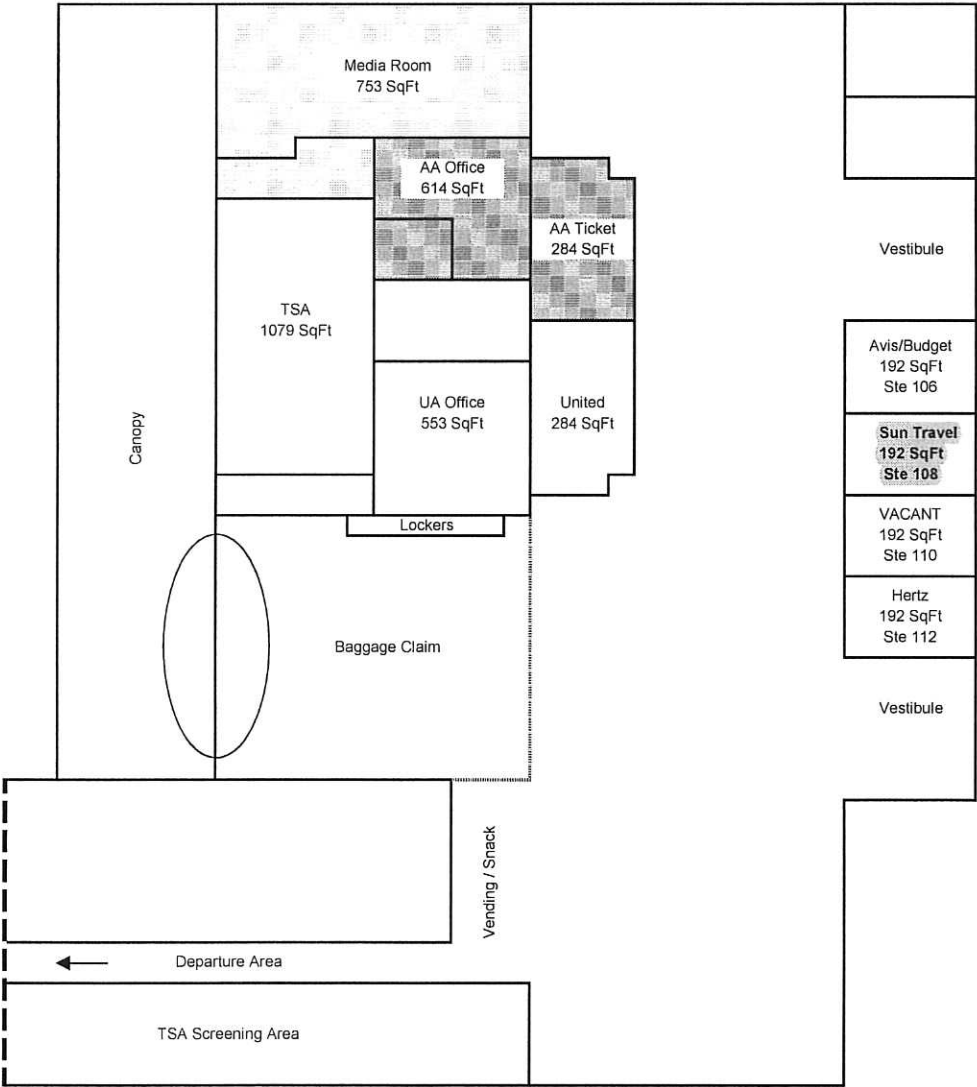 Media Room
753 SqFt
AA Office
614 SqFt
AA Ticket
284 SqFt
Vestibule
TSA
1079 SqFt
Avis/Budget
192 SqFt
Ste 106
Canopy
UA Office
553 SqFt
United
284 SqFt
Sun Travel
192 SqFt
Ste 108
Lockers
VACANT
192 SqFt
Ste 110
Hertz
192 SqFt
Ste 112
Baggage Claim
Vestibule
Vending / Snack
Departure Area
TSA Screening Area